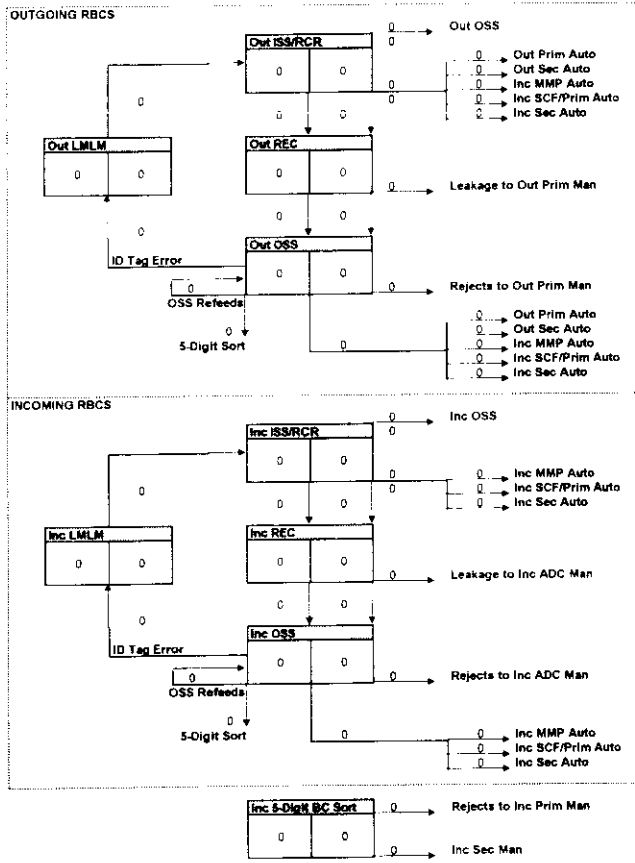 OUTGOING RBCS
0 Out OSS
Out ISS/RCR 0
0 0
0 Out Prim Auto
0 Out Sec Auto
0 0 Inc MMP Auto
0 0 Inc SCF/Prim Auto
0 Inc Sec Auto
0
0 0
Out LMLM
0 0
Out REC
0 0
0 Leakage to Out Prim Man
0
0 0
Out OSS
0 0
ID Tag Error
0
OSS Refeeds
0 Rejects to Out Prim Man
0
5-Digit Sort
0
0 Out Prim Auto
0 Out Sec Auto
0 Inc MMP Auto
0 Inc SCF/Prim Auto
0 Inc Sec Auto
INCOMING RBCS
0 Inc OSS
Inc ISS/RCR 0
0 0
0 0 Inc MMP Auto
0 0 Inc SCF/Prim Auto
0 Inc Sec Auto
0
0 0
Inc LMLM
0 0
Inc REC
0 0
0 Leakage to Inc ADC Man
0
0 0
Inc OSS
0 0
ID Tag Error
0
OSS Refeeds
0 Rejects to Inc ADC Man
0
5-Digit Sort
0
0 Inc MMP Auto
0 Inc SCF/Prim Auto
0 Inc Sec Auto
Inc 5-Digit BC Sort
0 0
0 Rejects to Inc Prim Man
0 Inc Sec Man